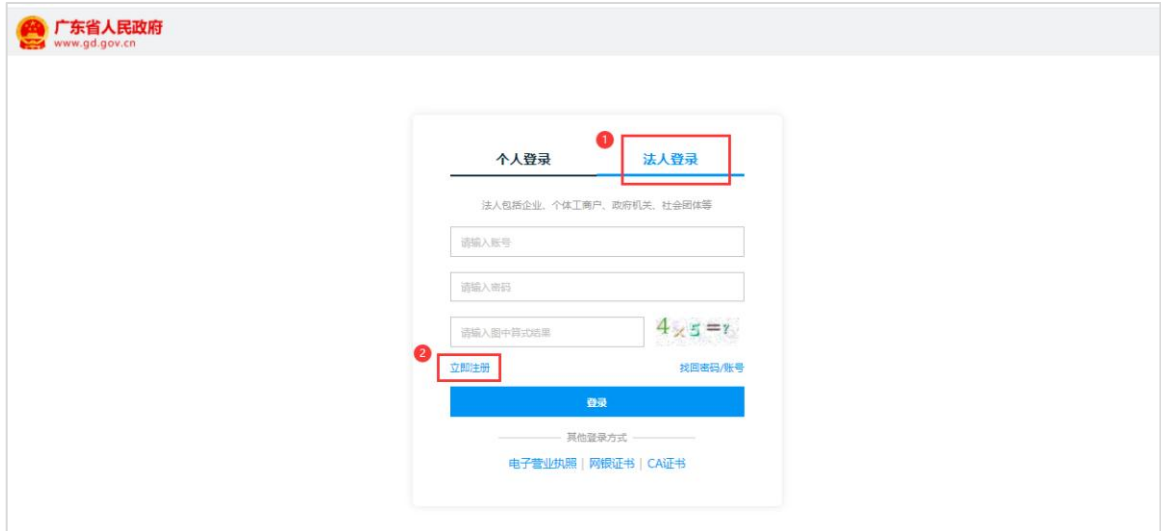 广东省人民政府
www.gd.gov.cn
1
个人登录 法人登录
法人包括企业、个体工商户、政府机关、社会团体等
请输入账号
请输入密码
请输入图中算式结果 4×5=?
2
立即注册 找回密码/账号
登录
其他登录方式
电子营业执照 | 网银证书 | CA证书